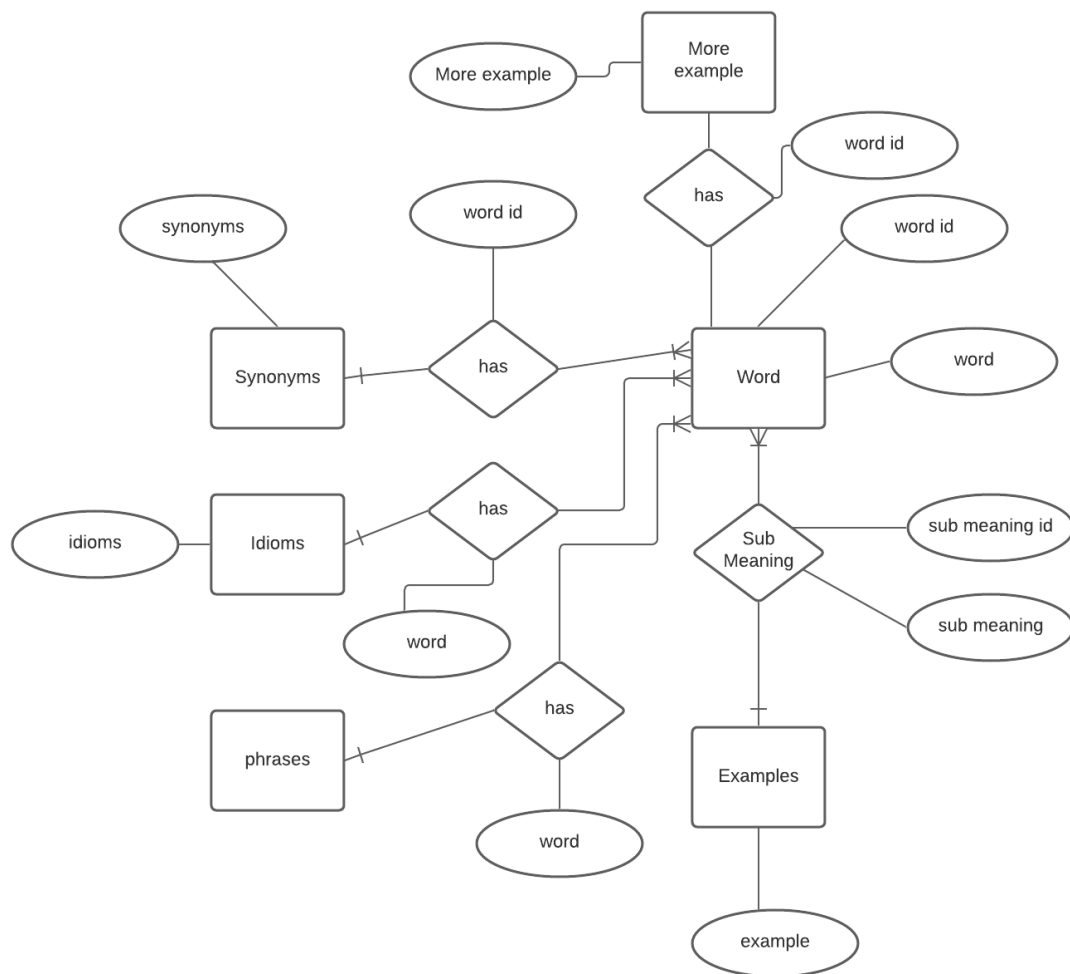 More
example
More example
word id
has
word id
synonyms
word id
has
Synonyms
Word
word
has
Idioms
idioms
sub meaning id
Sub
Meaning
sub meaning
word
has
phrases
Examples
word
example